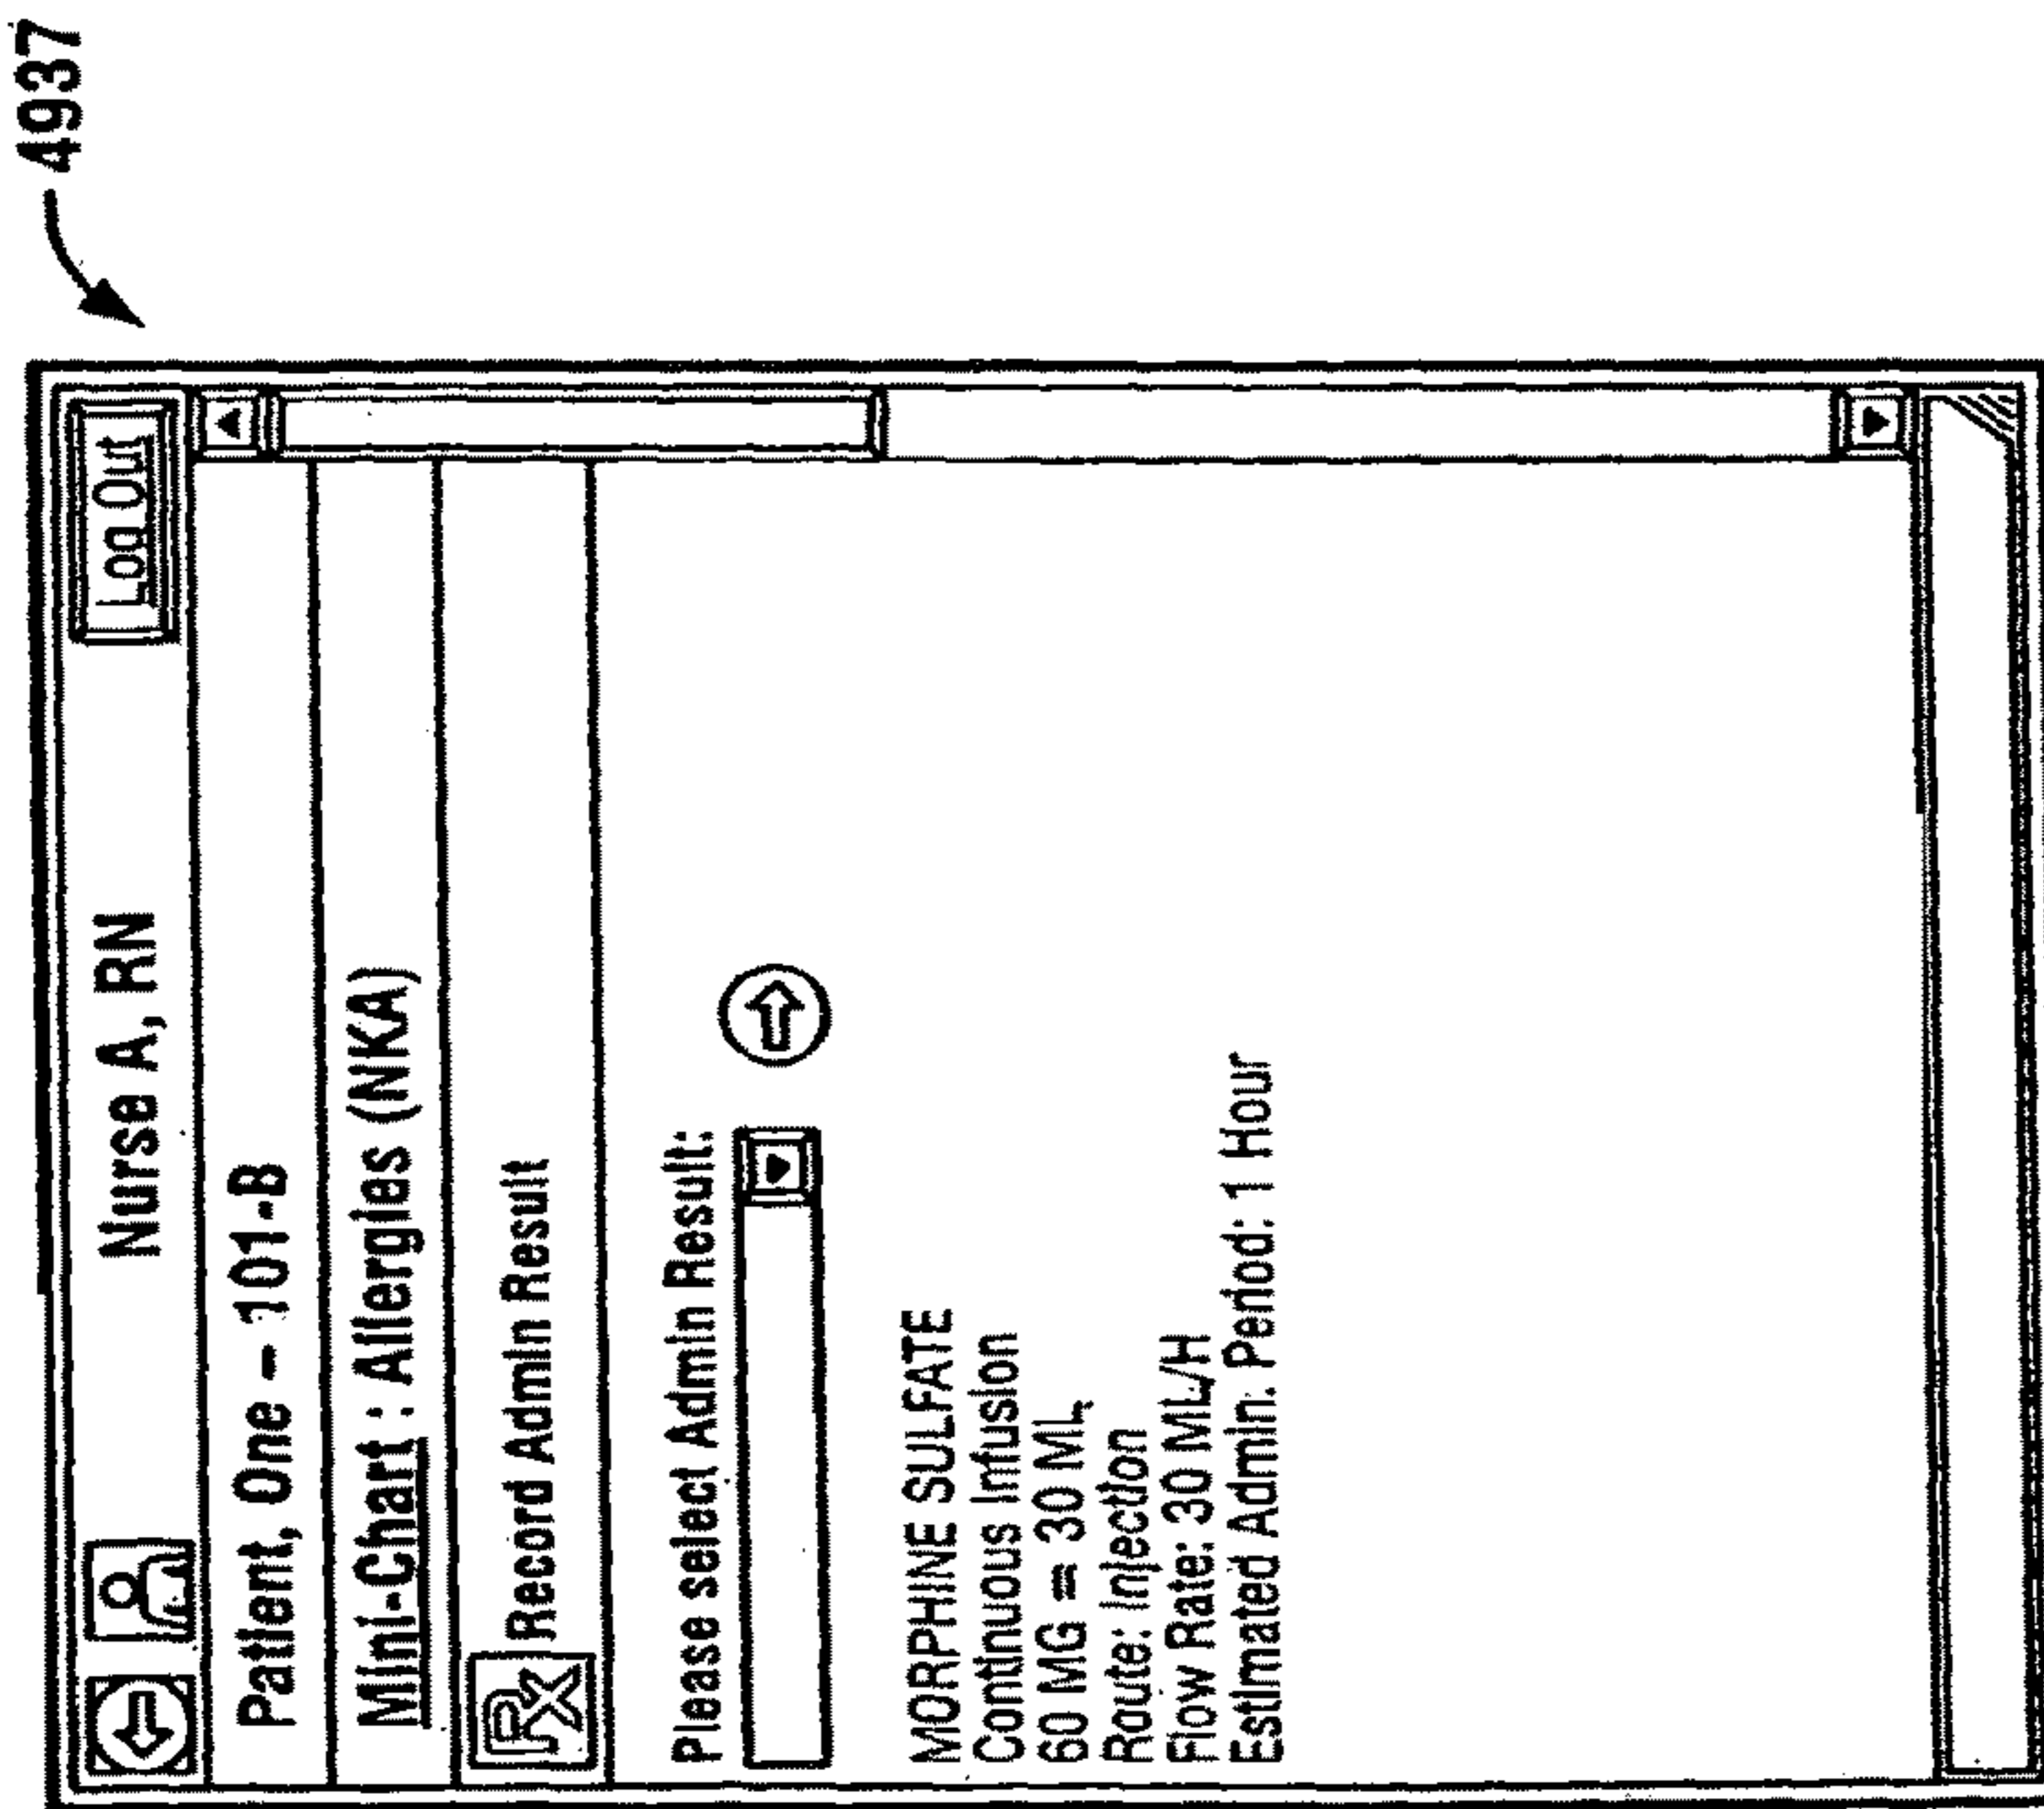 4937
Nurse A, RN Log Out
Patient, One – 101-B
Mini-Chart : Allergies (NKA)
RX Record Admin Result
Please select Admin Result:
MORPHINE SULFATE
Continuous Infusion
60 MG = 30 ML
Route: Injection
Flow Rate: 30 ML/H
Estimated Admin. Period: 1 Hour